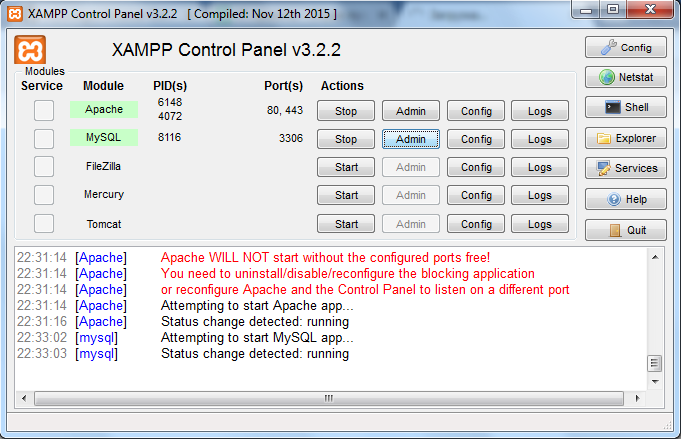 XAMPP Control Panel v3.2.2 [ Compiled: Nov 12th 2015 ]
XAMPP Control Panel v3.2.2
Config
Modules
Service Module PID(s) Port(s) Actions
Netstat
Apache 6148 4072 80, 443 Stop Admin Config Logs
Shell
MySQL 8116 3306 Stop Admin Config Logs
Explorer
FileZilla Start Admin Config Logs
Services
Mercury Start Admin Config Logs
Help
Tomcat Start Admin Config Logs
Quit
22:31:14 [Apache] Apache WILL NOT start without the configured ports free!
22:31:14 [Apache] You need to uninstall/disable/reconfigure the blocking application
22:31:14 [Apache] or reconfigure Apache and the Control Panel to listen on a different port
22:31:14 [Apache] Attempting to start Apache app...
22:31:16 [Apache] Status change detected: running
22:33:02 [mysql] Attempting to start MySQL app...
22:33:03 [mysql] Status change detected: running